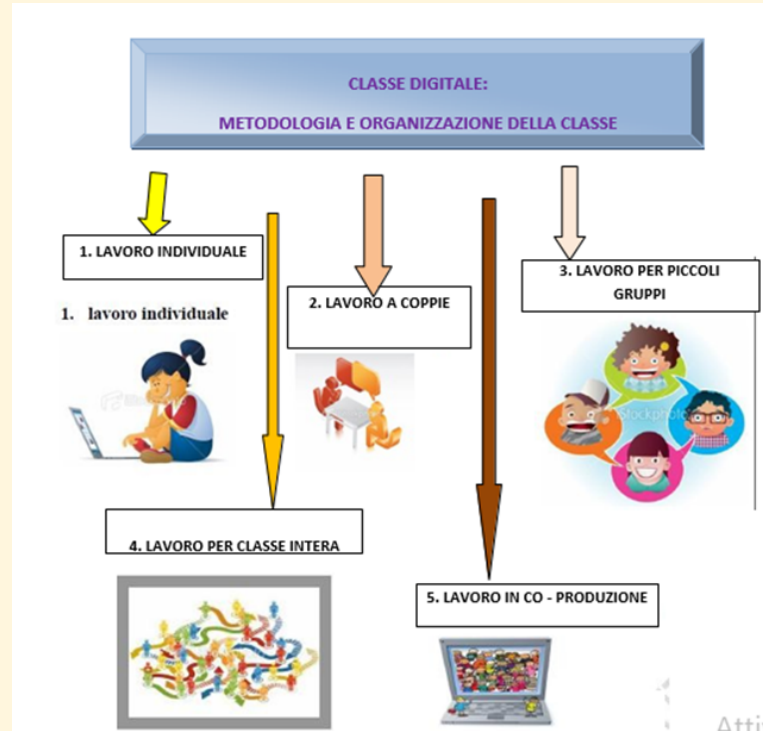 CLASSE DIGITALE:
METODOLOGIA E ORGANIZZAZIONE DELLA CLASSE
1. LAVORO INDIVIDUALE
1. lavoro individuale
2. LAVORO A COPPIE
3. LAVORO PER PICCOLI
GRUPPI
iStockphoto
4. LAVORO PER CLASSE INTERA
5. LAVORO IN CO - PRODUZIONE